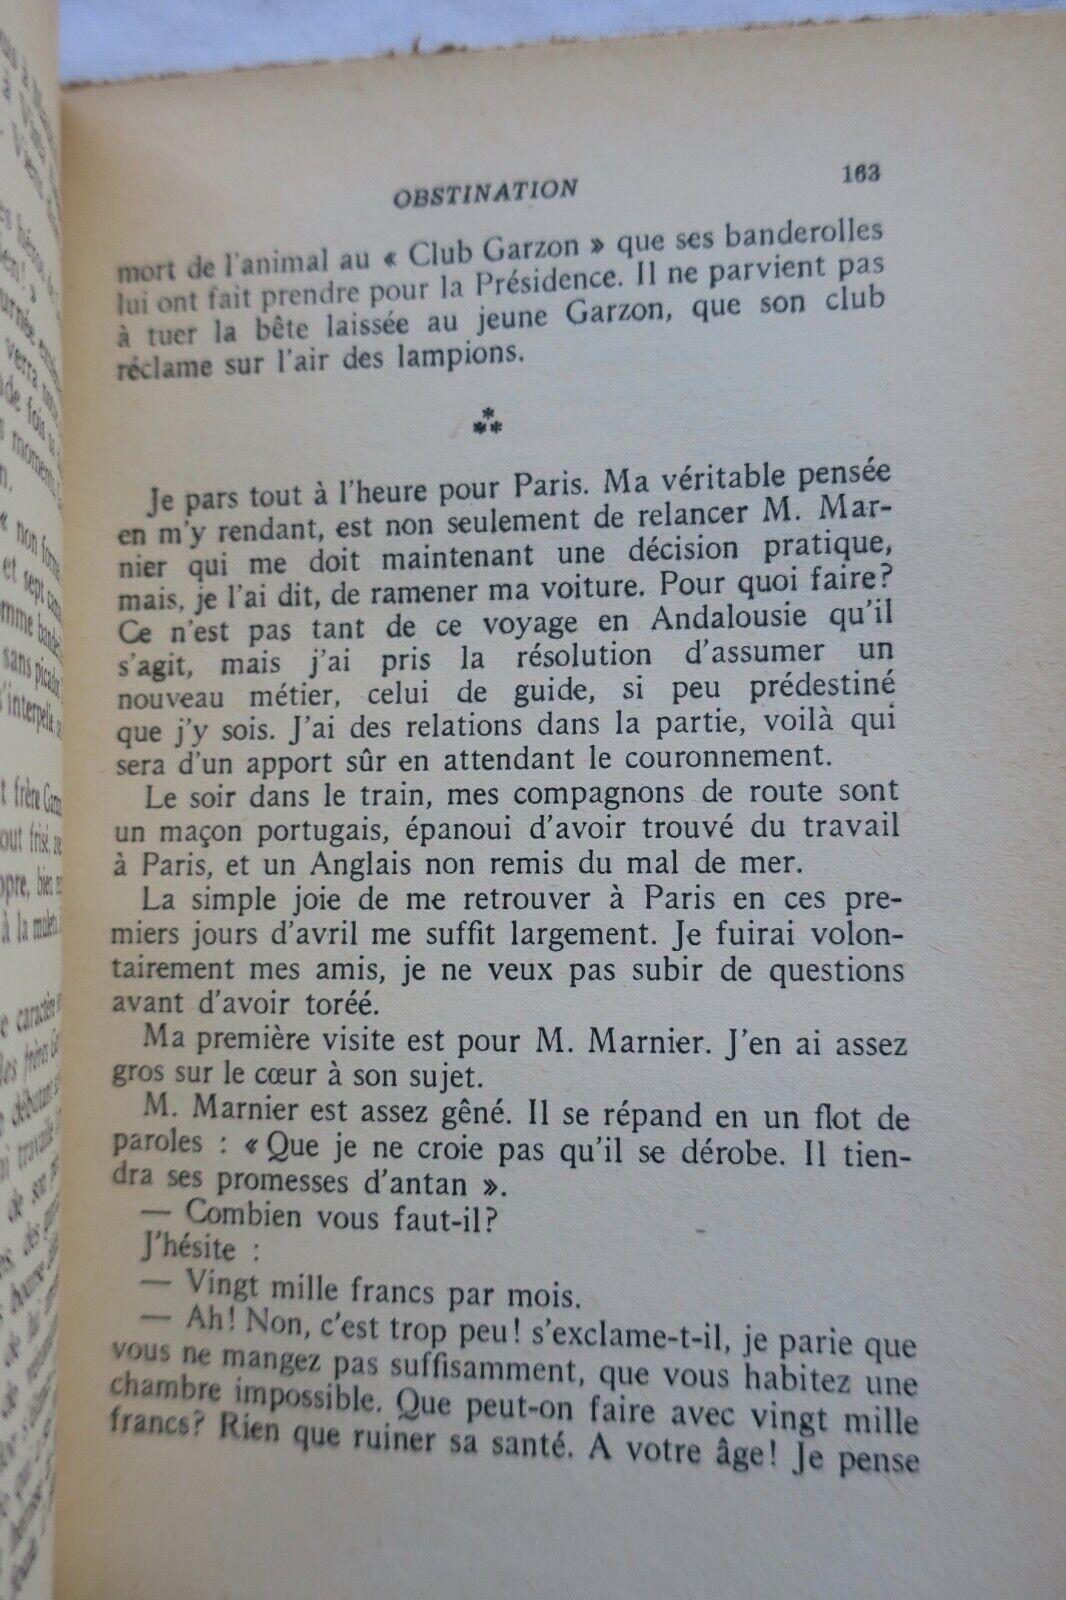 OBSTINATION 163
mort de l'animal au « Club Garzon » que ses banderolles
lui ont fait prendre pour la Présidence. Il ne parvient pas
à tuer la bête laissée au jeune Garzon, que son club
réclame sur l'air des lampions.
***
Je pars tout à l'heure pour Paris. Ma véritable pensée
en m'y rendant, est non seulement de relancer M. Mar-
nier qui me doit maintenant une décision pratique,
mais, je l'ai dit, de ramener ma voiture. Pour quoi faire?
Ce n'est pas tant de ce voyage en Andalousie qu'il
s'agit, mais j'ai pris la résolution d'assumer un
nouveau métier, celui de guide, si peu prédestiné
que j'y sois. J'ai des relations dans la partie, voilà qui
sera d'un apport sûr en attendant le couronnement.
Le soir dans le train, mes compagnons de route sont
un maçon portugais, épanoui d'avoir trouvé du travail
à Paris, et un Anglais non remis du mal de mer.
La simple joie de me retrouver à Paris en ces pre-
miers jours d'avril me suffit largement. Je fuirai volon-
tairement mes amis, je ne veux pas subir de questions
avant d'avoir toréé.
Ma première visite est pour M. Marnier. J'en ai assez
gros sur le cœur à son sujet.
M. Marnier est assez gêné. Il se répand en un flot de
paroles : « Que je ne croie pas qu'il se dérobe. Il tien-
dra ses promesses d'antan ».
— Combien vous faut-il?
J'hésite :
— Vingt mille francs par mois.
— Ah! Non, c'est trop peu! s'exclame-t-il, je parie que
vous ne mangez pas suffisamment, que vous habitez une
chambre impossible. Que peut-on faire avec vingt mille
francs? Rien que ruiner sa santé. A votre âge! Je pense